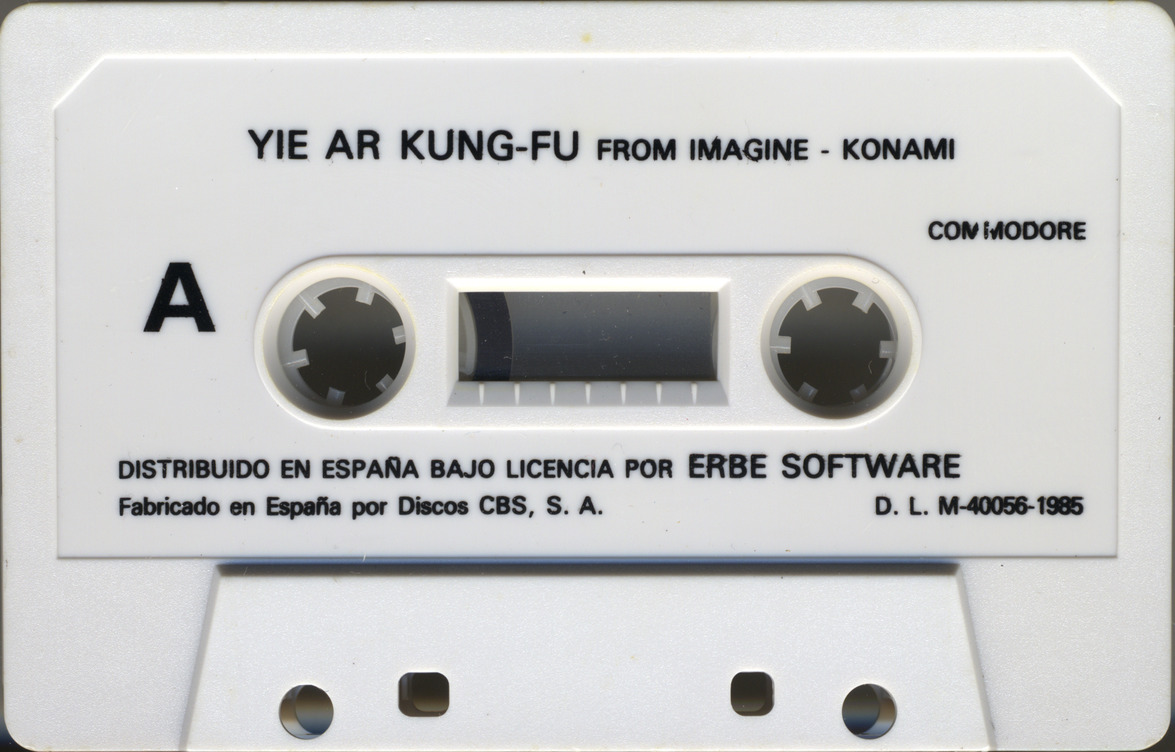 YIE AR KUNG-FU FROM IMAGINE - KONAMI
COMMODORE
A
DISTRIBUIDO EN ESPAÑA BAJO LICENCIA POR ERBE SOFTWARE
Fabricado en España por Discos CBS, S. A. D. L. M-40056-1985